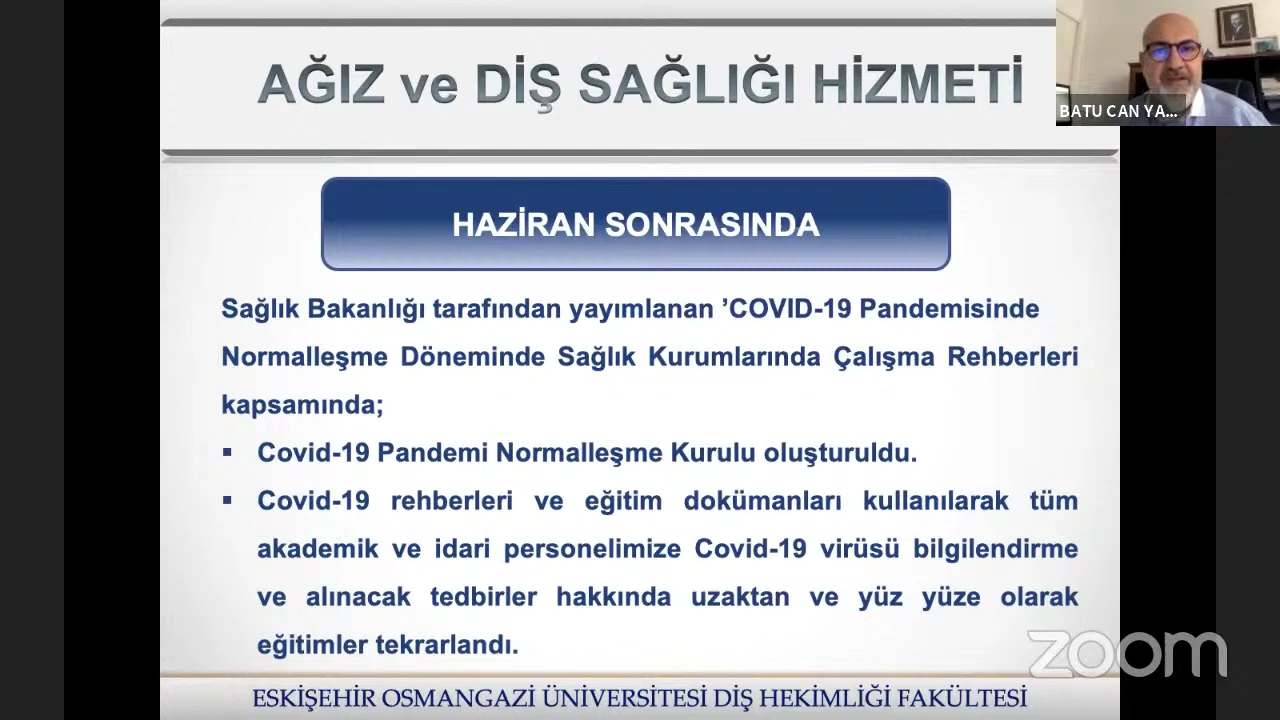 AĞIZ ve DİŞ SAĞLIĞI HİZMETİ
BATU CAN YA...
HAZİRAN SONRASINDA
Sağlık Bakanlığı tarafından yayımlanan ’COVID-19 Pandemisinde
Normalleşme Döneminde Sağlık Kurumlarında Çalışma Rehberleri
kapsamında;
▪ Covid-19 Pandemi Normalleşme Kurulu oluşturuldu.
▪ Covid-19 rehberleri ve eğitim dokümanları kullanılarak tüm
akademik ve idari personelimize Covid-19 virüsü bilgilendirme
ve alınacak tedbirler hakkında uzaktan ve yüz yüze olarak
eğitimler tekrarlandı.
zoom
ESKİŞEHİR OSMANGAZİ ÜNİVERSİTESİ DİŞ HEKİMLİĞİ FAKÜLTESİ